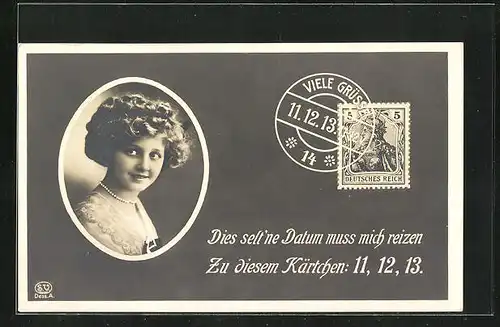 VIELE GRÜSSE
11.12.13.
14
5 5
DEUTSCHES REICH
Dies selt'ne Datum muss mich reizen
Zu diesem Kärtchen: 11, 12, 13.
S.V.
Dess. A.